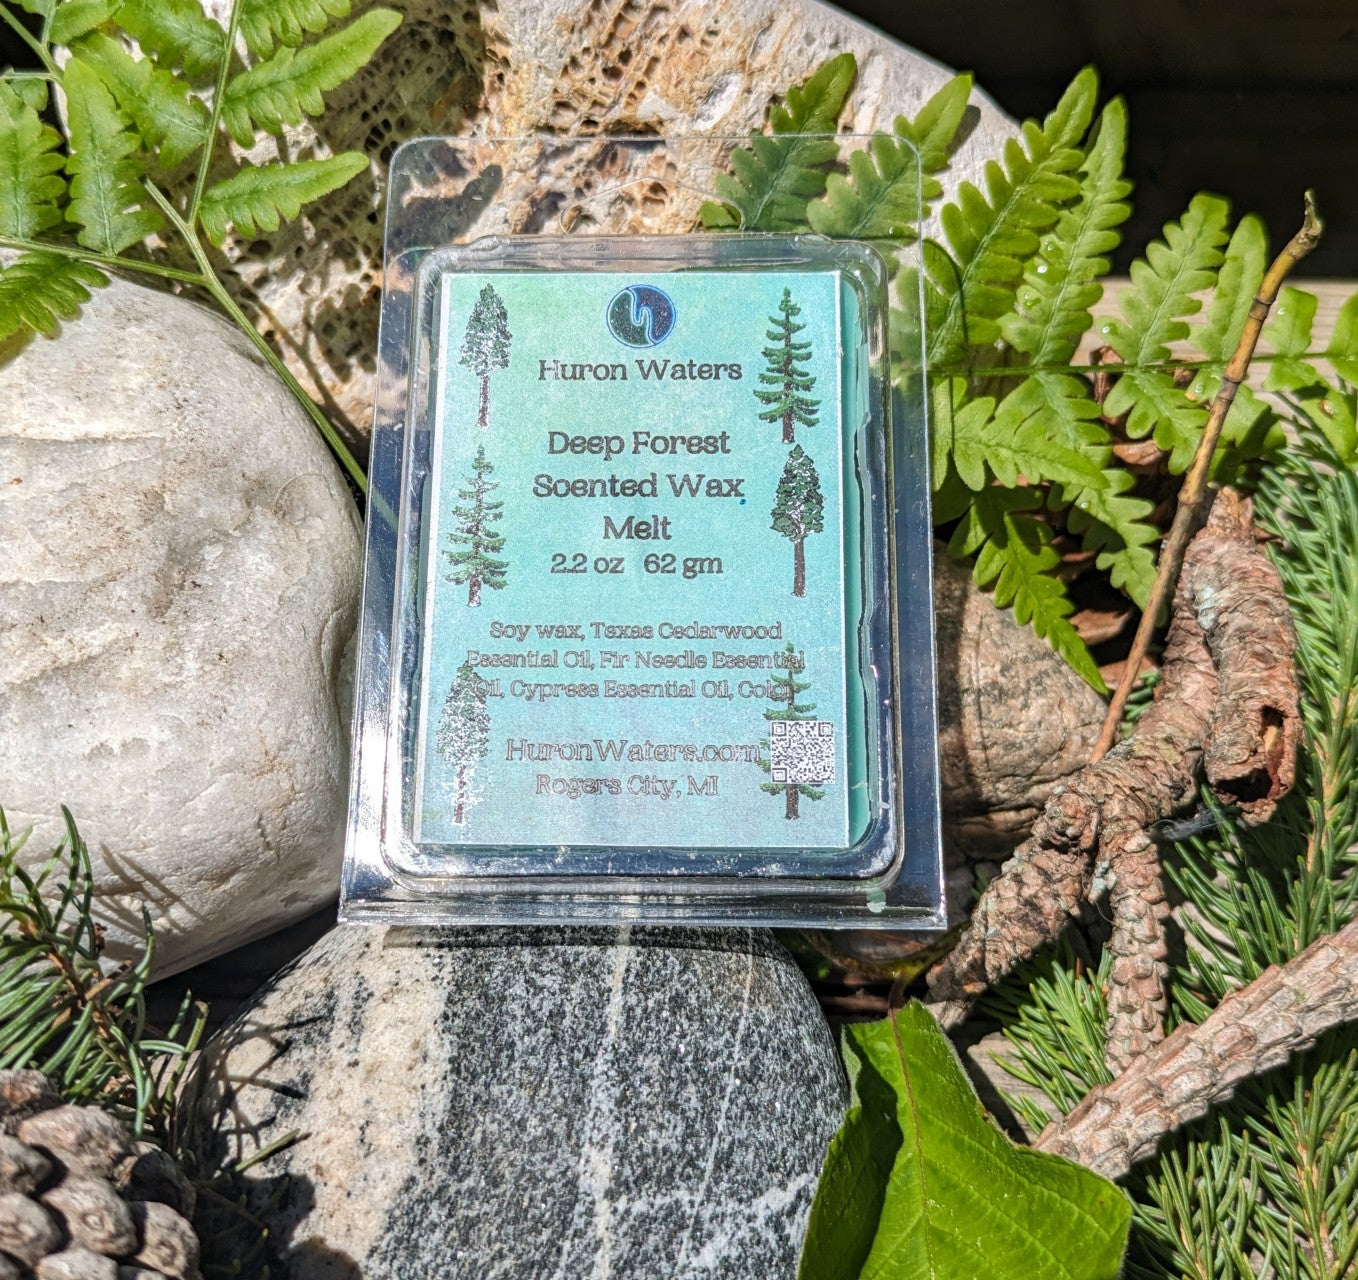 Huron Waters
Deep Forest
Scented Wax
Melt
2.2 oz 62 gm
Soy wax, Texas Cedarwood
Essential Oil, Fir Needle Essential
Oil, Cypress Essential Oil, Color
HuronWaters.com
Rogers City, MI